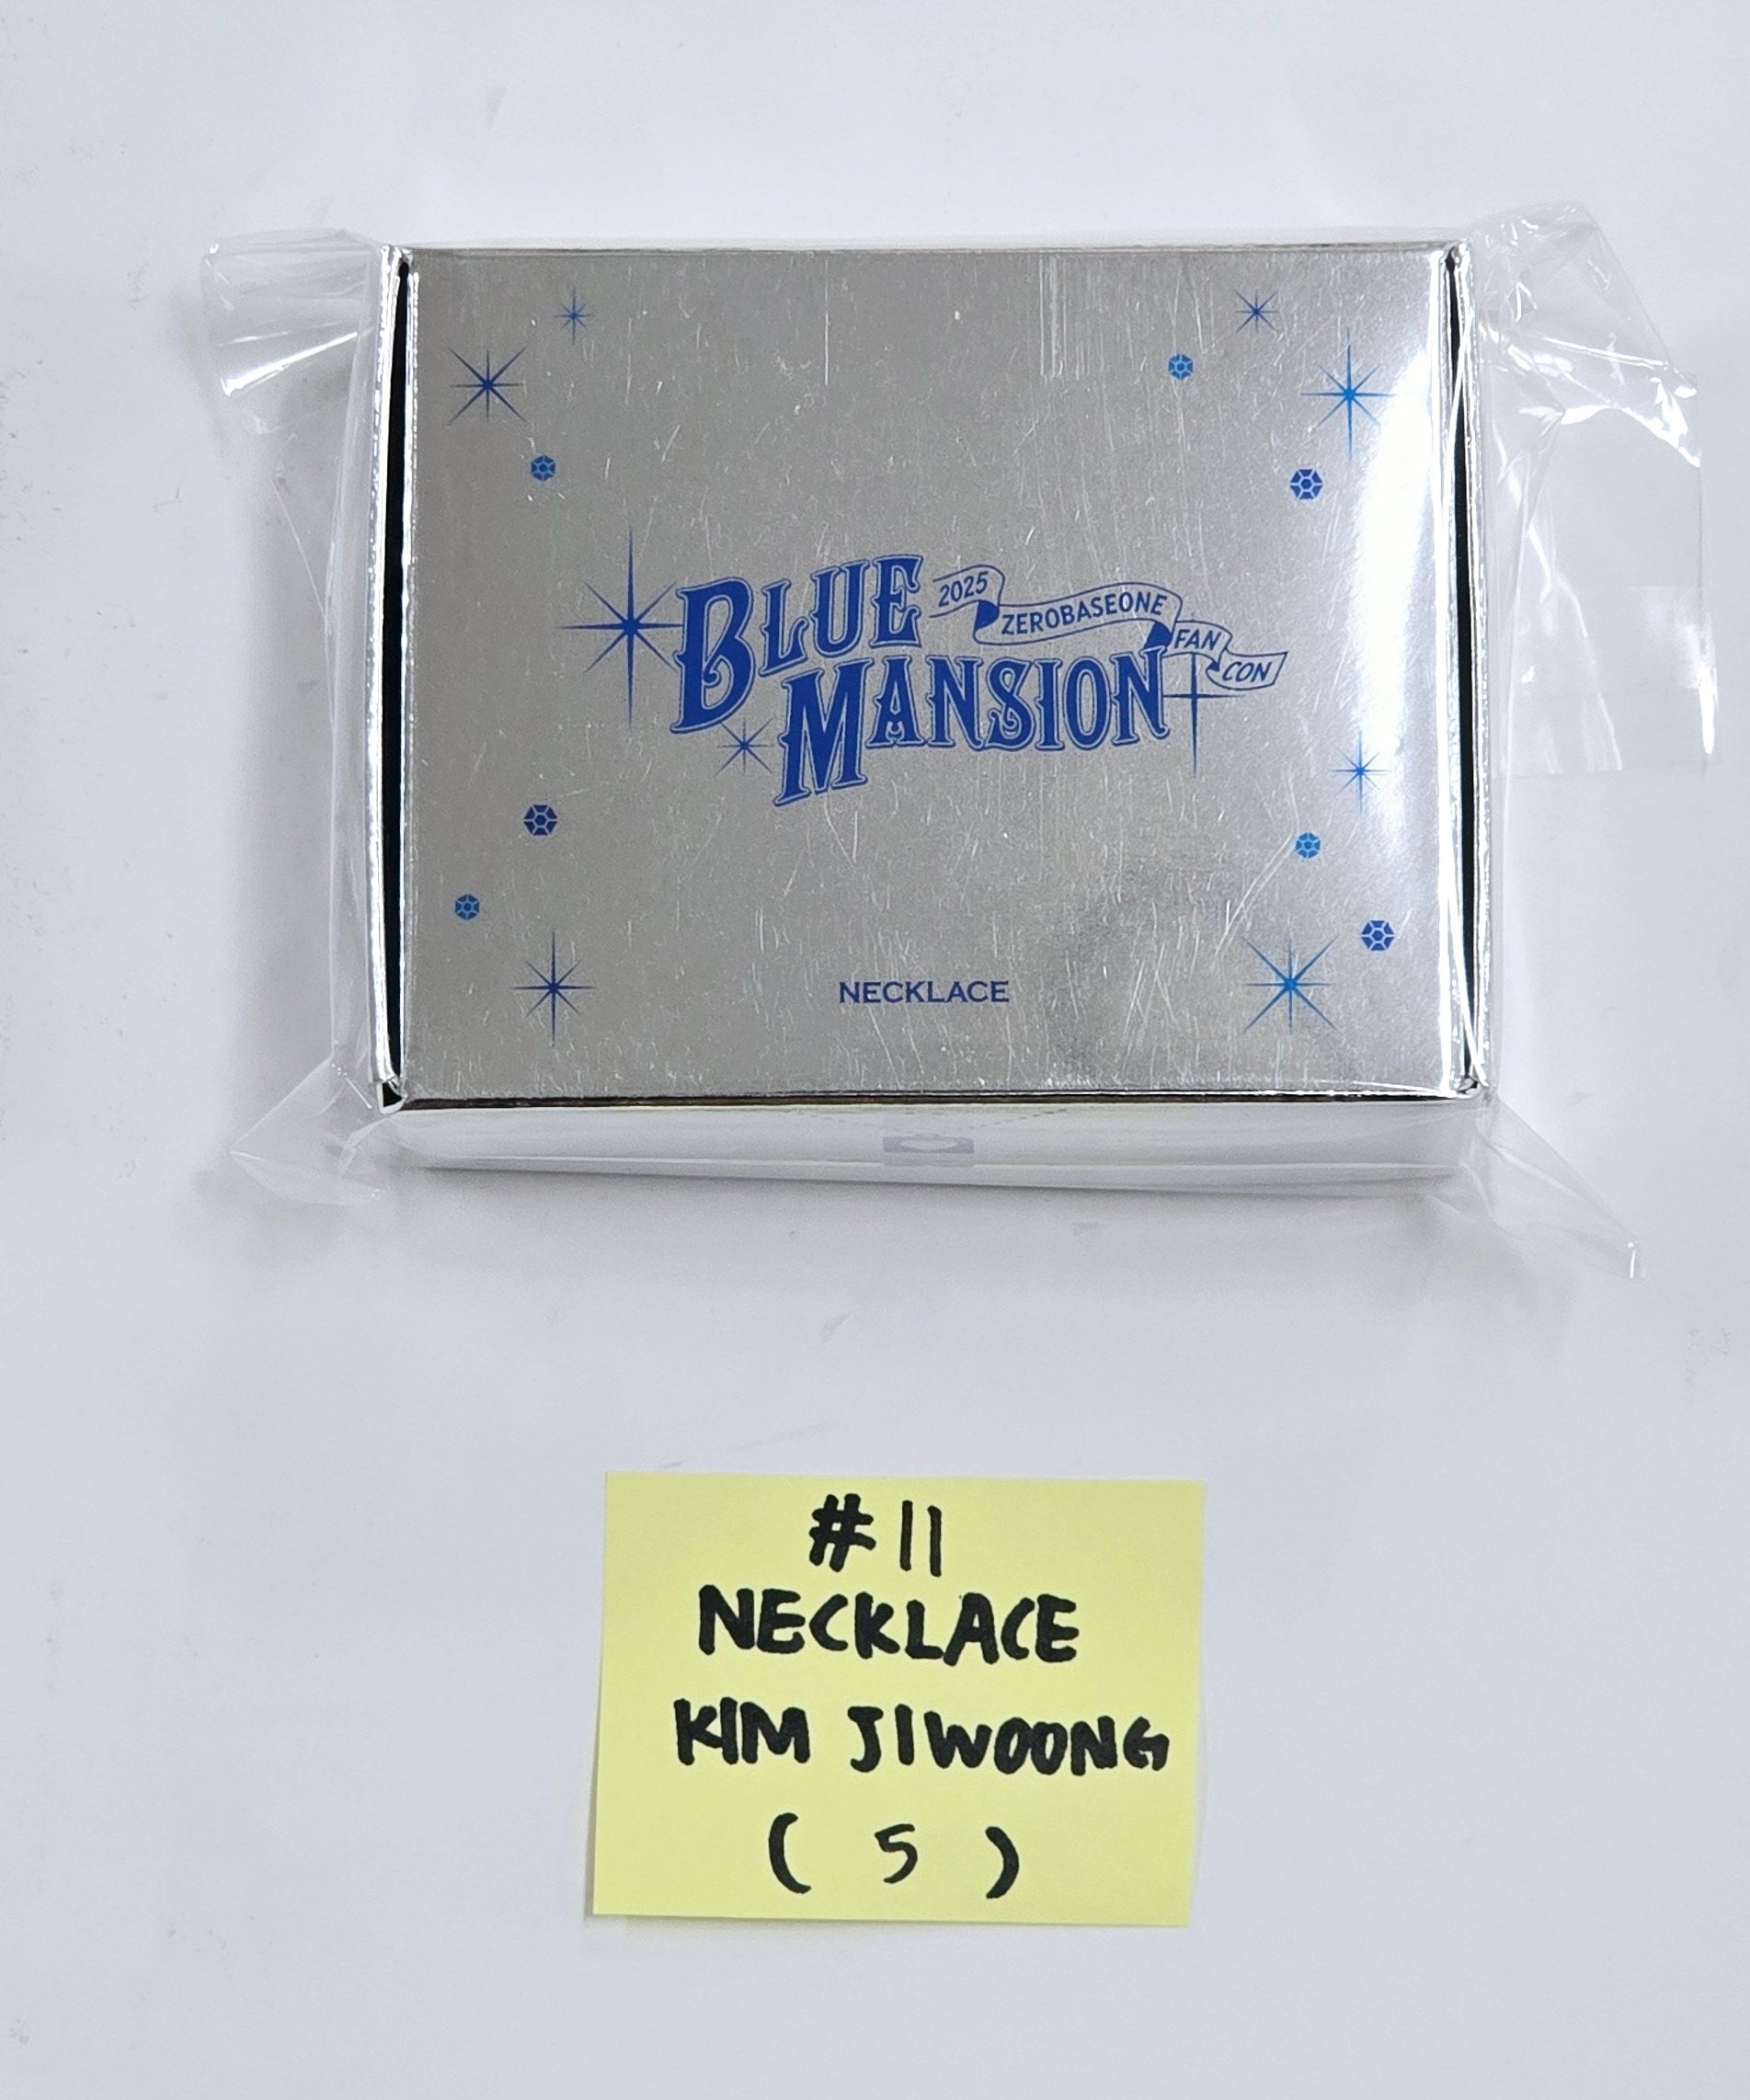 BLUE
MANSION
2025
ZEROBASEONE
FAN
CON
NECKLACE
#11
NECKLACE
KIM JIWOONG
( 5 )